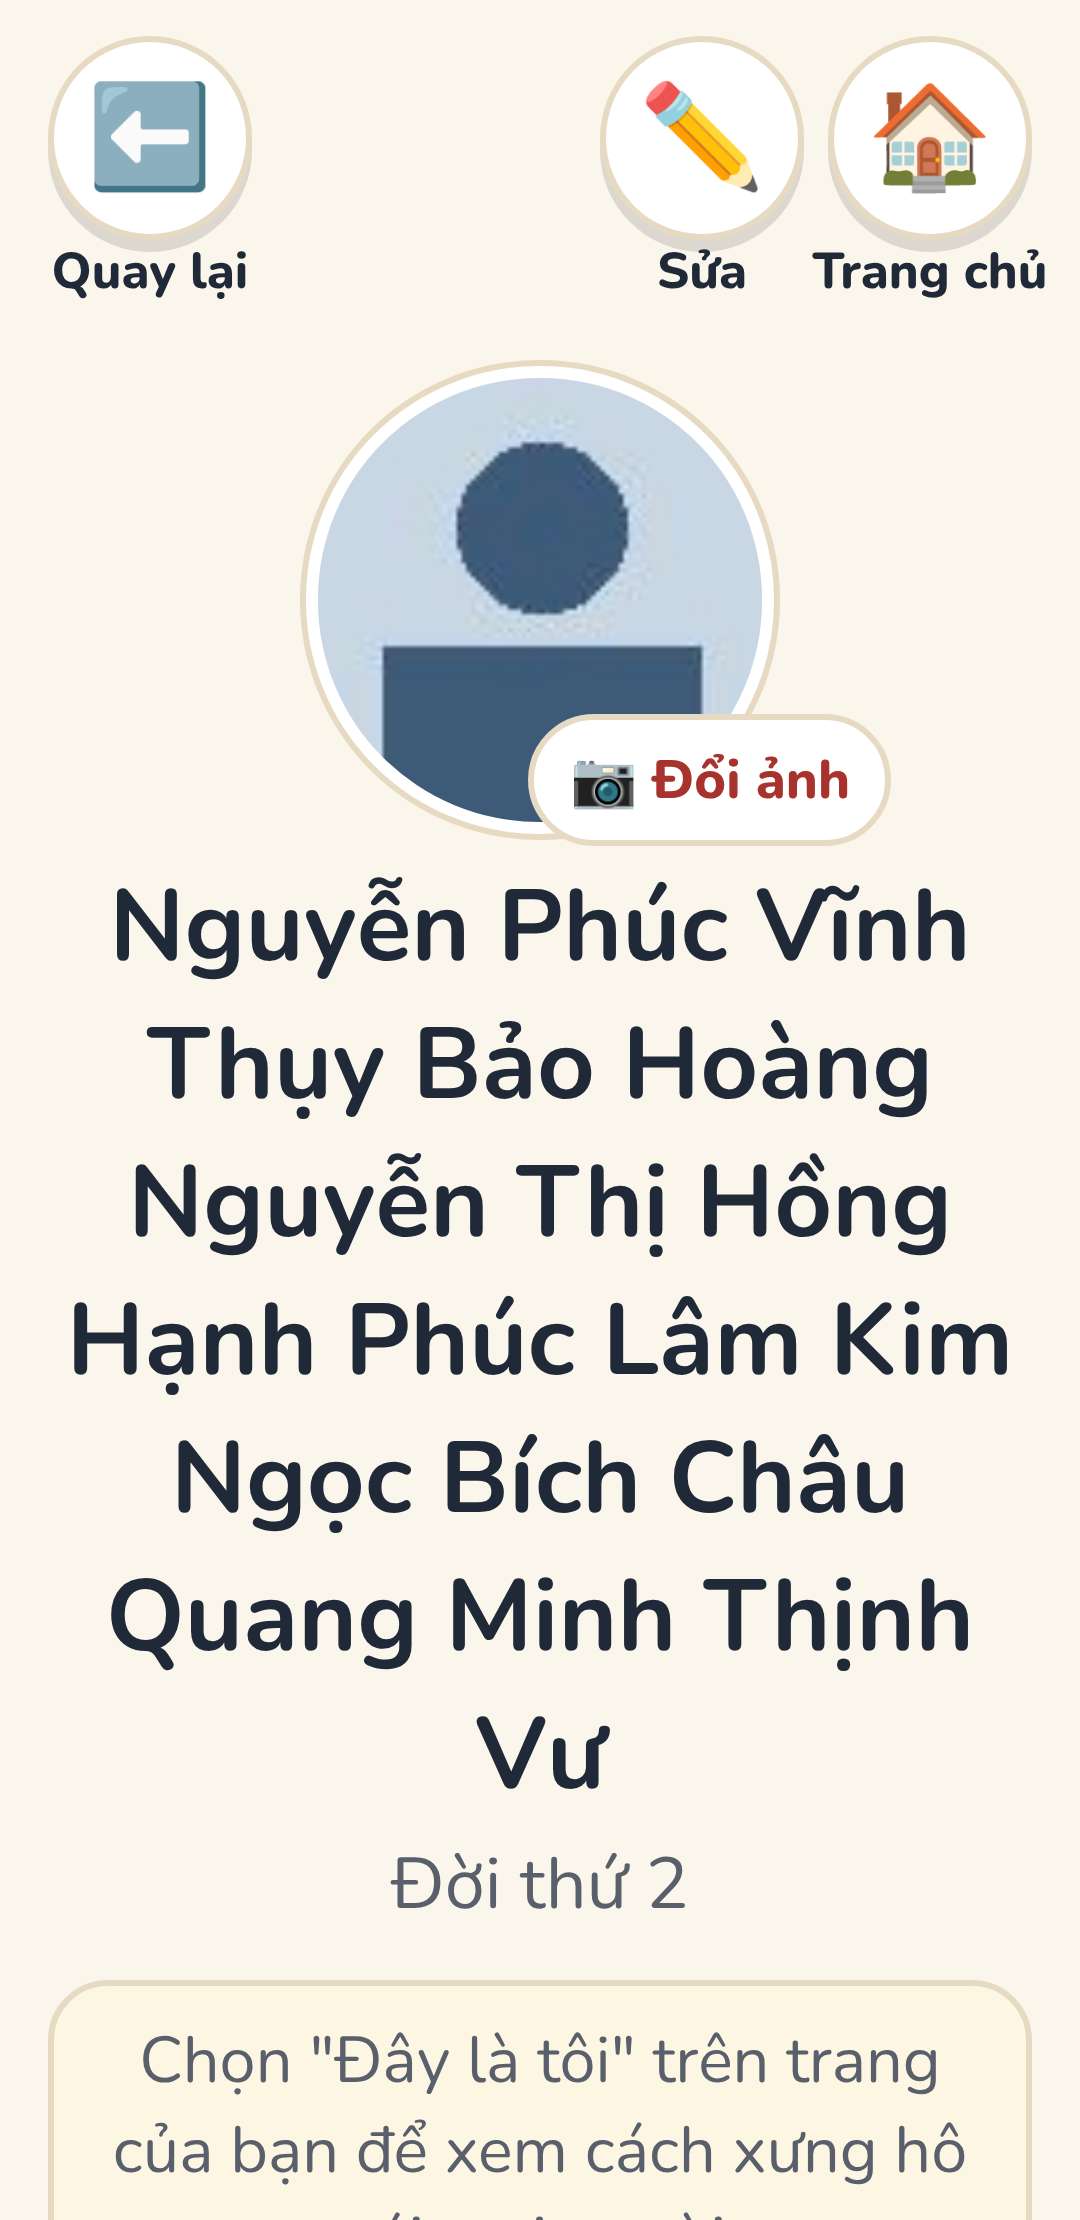 Quay lại
Sửa
Trang chủ
Đổi ảnh
Nguyễn Phúc Vĩnh
Thụy Bảo Hoàng
Nguyễn Thị Hồng
Hạnh Phúc Lâm Kim
Ngọc Bích Châu
Quang Minh Thịnh
Vư
Đời thứ 2
Chọn "Đây là tôi" trên trang
của bạn để xem cách xưng hô